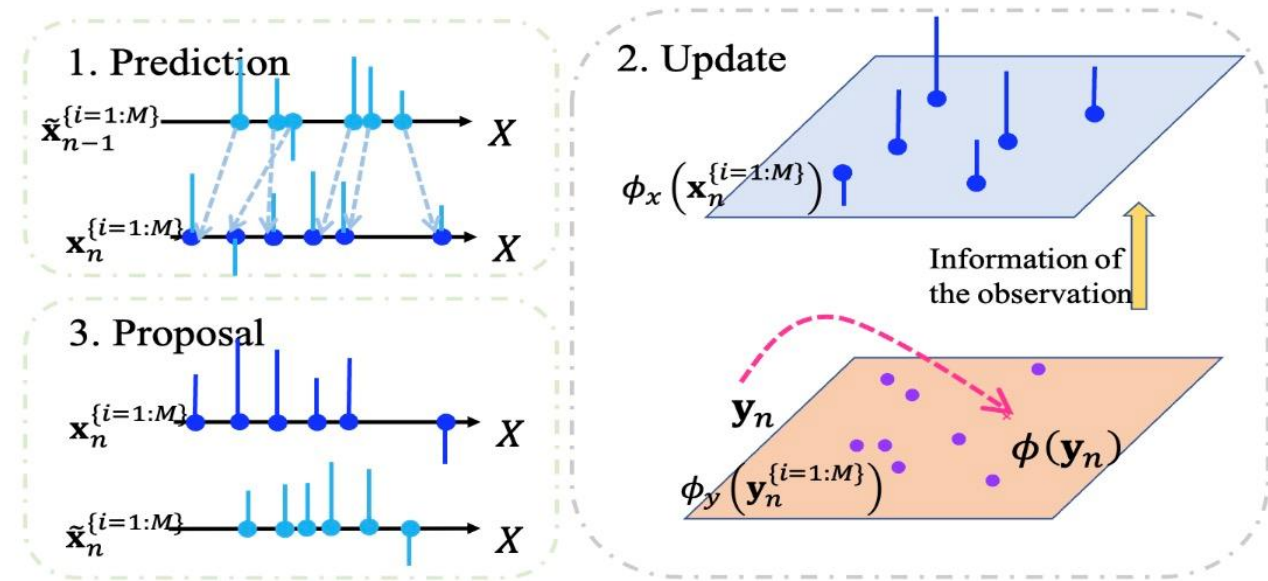 1. Prediction
x̃_{n-1}^{{i=1:M}} X
x_n^{{i=1:M}} X
3. Proposal
x_n^{{i=1:M}} X
x̃_n^{{i=1:M}} X
2. Update
ϕ_x(x_n^{{i=1:M}})
Information of
the observation
y_n
ϕ(y_n)
ϕ_y(y_n^{{i=1:M}})